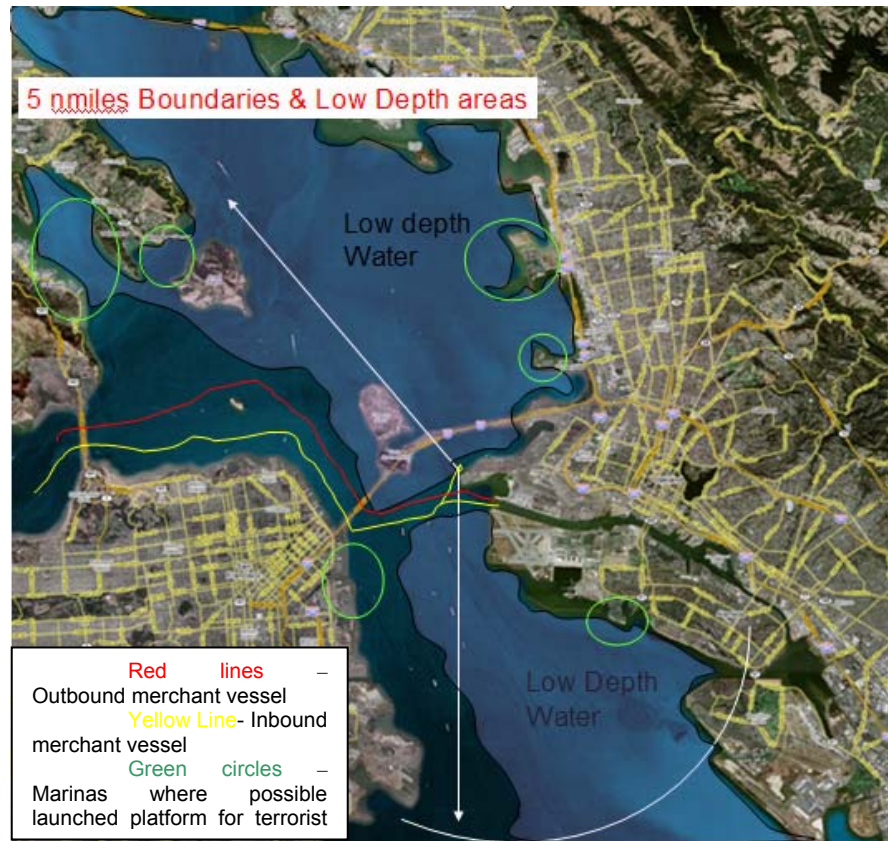 5 nmiles Boundaries & Low Depth areas
Low depth
Water
Low Depth
Water
Red lines –
Outbound merchant vessel
Yellow Line- Inbound
merchant vessel
Green circles –
Marinas where possible
launched platform for terrorist